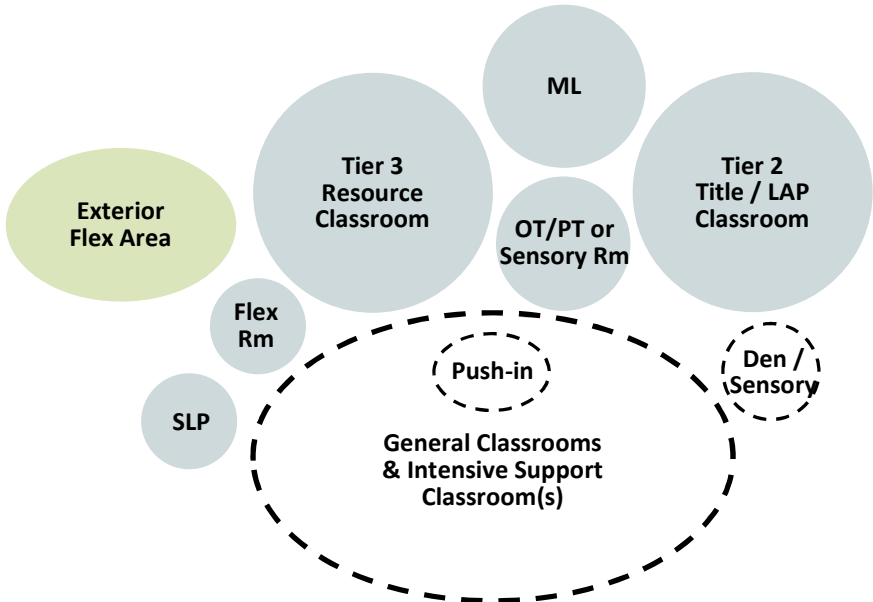 ML
Tier 3
Resource
Classroom
Tier 2
Title / LAP
Classroom
Exterior
Flex Area
OT/PT or
Sensory Rm
Flex
Rm
Push-in
Den /
Sensory
SLP
General Classrooms
& Intensive Support
Classroom(s)